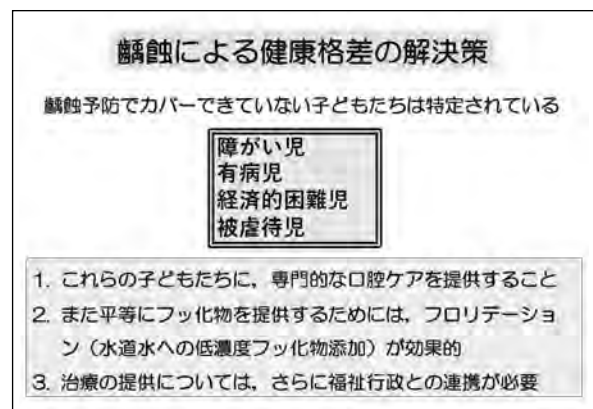 齲蝕による健康格差の解決策
齲蝕予防でカバーできていない子どもたちは特定されている
障がい児
有病児
経済的困難児
被虐待児
1. これらの子どもたちに，専門的な口腔ケアを提供すること
2. また平等にフッ化物を提供するためには，フロリデーショ
ン（水道水への低濃度フッ化物添加）が効果的
3. 治療の提供については，さらに福祉行政との連携が必要